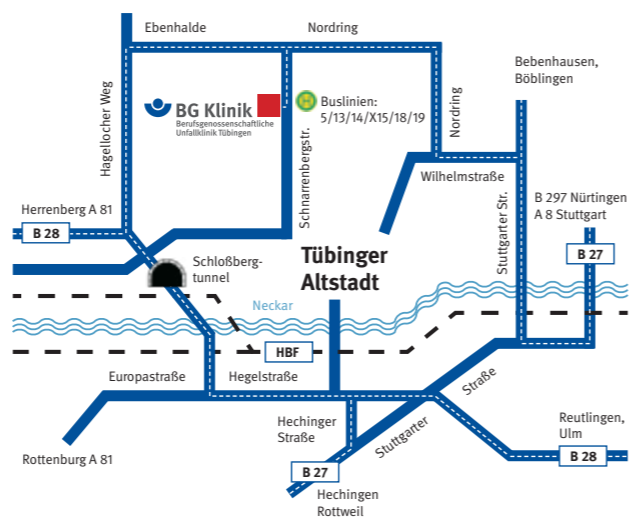 Ebenhalde
Nordring
Bebenhausen,
Böblingen
Hagellocher Weg
BG Klinik
Berufsgenossenschaftliche
Unfallklinik Tübingen
H
Buslinien:
5/13/14/X15/18/19
Schnarrenbergstr.
Nordring
Wilhelmstraße
Stuttgarter Str.
B 297 Nürtingen
A 8 Stuttgart
B 27
Herrenberg A 81
B 28
Schloßberg-
tunnel
Tübinger
Altstadt
Neckar
HBF
Europastraße
Hegelstraße
Straße
Stuttgarter
Hechinger
Straße
Reutlingen,
Ulm
B 28
Rottenburg A 81
B 27
Hechingen
Rottweil